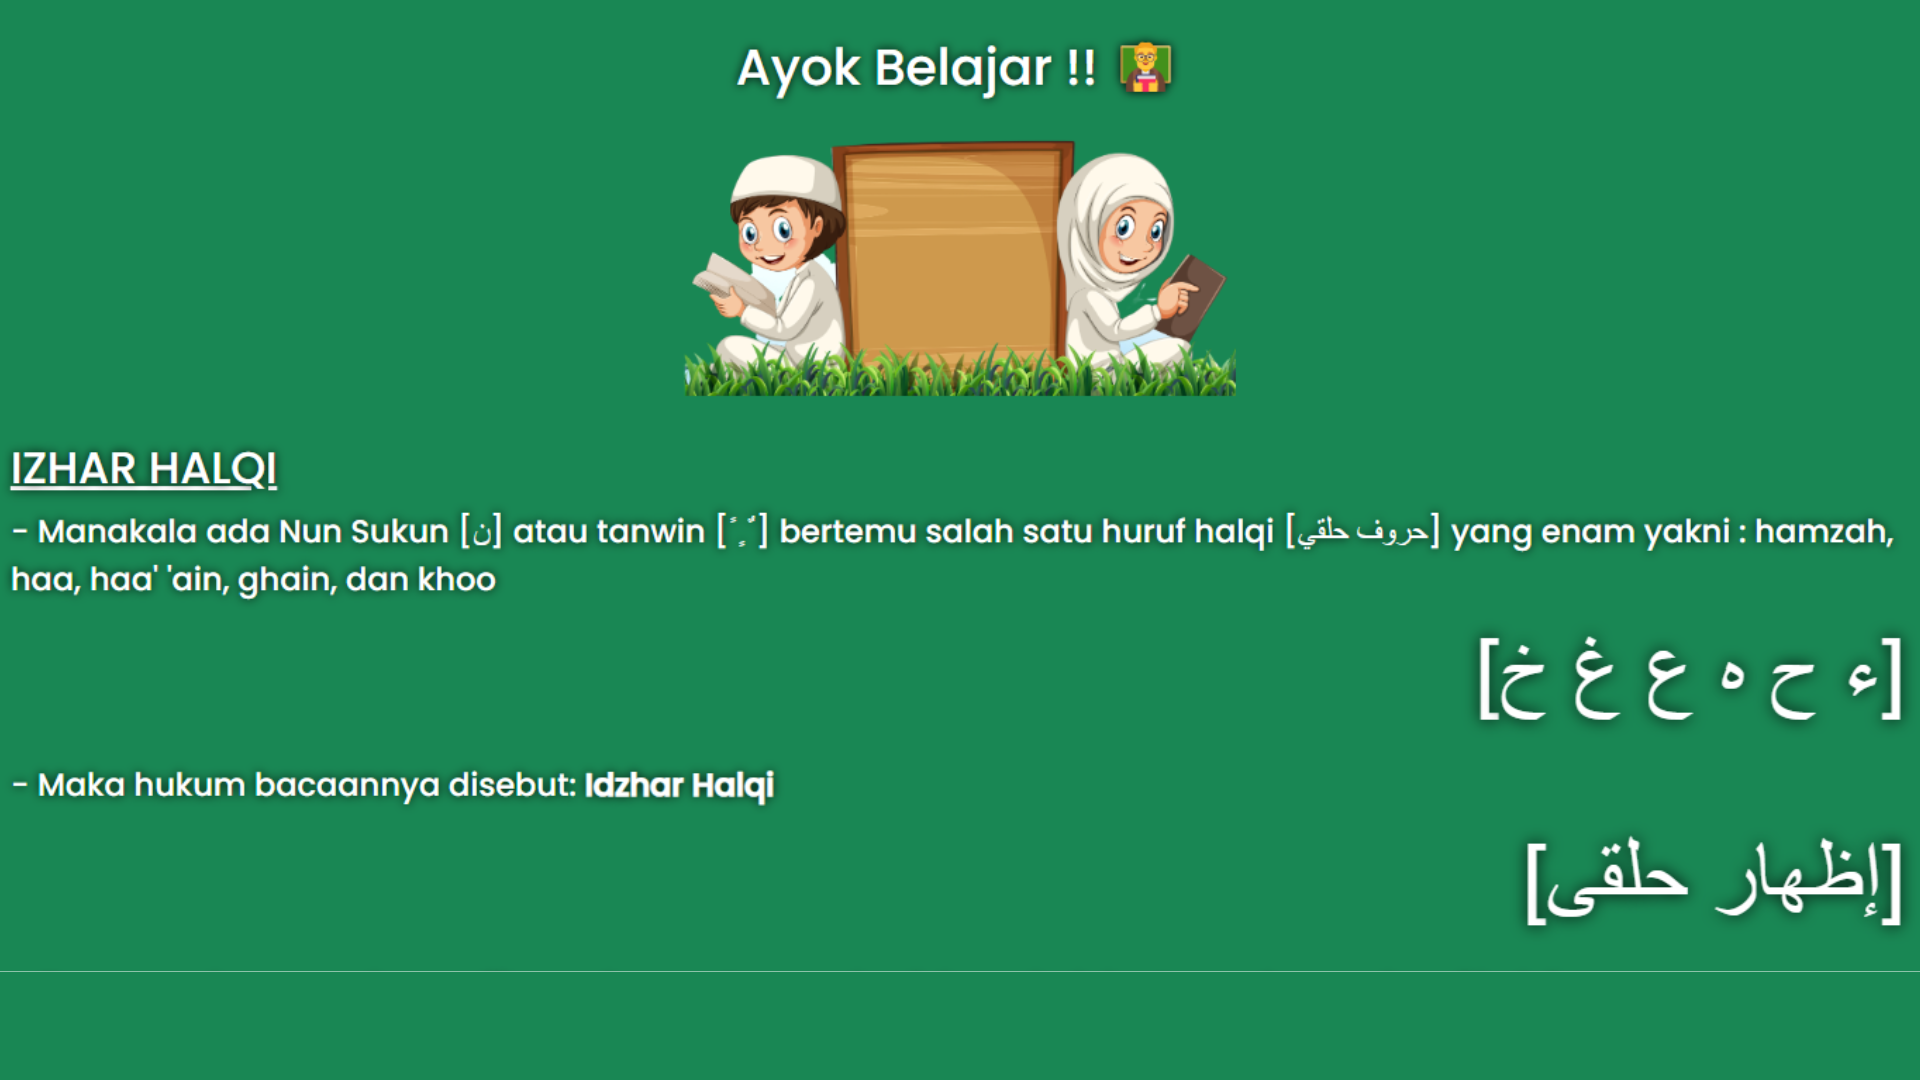 Ayok Belajar !! 👨‍🏫
IZHAR HALQI
- Manakala ada Nun Sukun [ن] atau tanwin [ ًٌٍ ] bertemu salah satu huruf halqi [حروف حلقي] yang enam yakni : hamzah,
haa, haa' 'ain, ghain, dan khoo
[ء ح ه ع غ خ]
- Maka hukum bacaannya disebut: Idzhar Halqi
[إظهار حلقى]